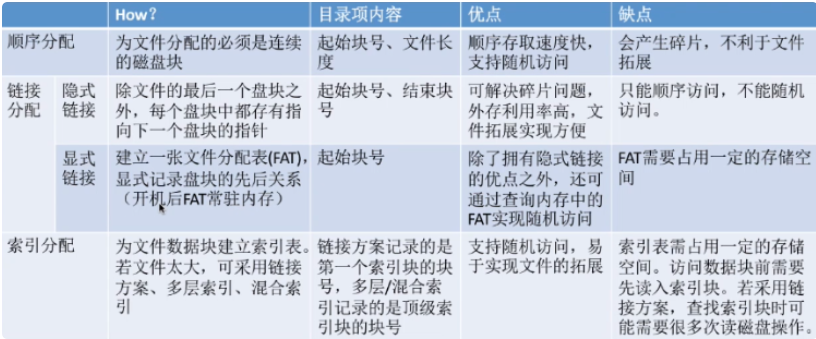 How？ 目录项内容 优点 缺点
顺序分配 为文件分配的必须是连续的磁盘块 起始块号、文件长度 顺序存取速度快，支持随机访问 会产生碎片，不利于文件拓展
链接分配 隐式链接 除文件的最后一个盘块之外，每个盘块中都存有指向下一个盘块的指针 起始块号、结束块号 可解决碎片问题，外存利用率高，文件拓展实现方便 只能顺序访问，不能随机访问。
显式链接 建立一张文件分配表(FAT)，显式记录盘块的先后关系（开机后FAT常驻内存） 起始块号 除了拥有隐式链接的优点之外，还可通过查询内存中的FAT实现随机访问 FAT需要占用一定的存储空间
索引分配 为文件数据块建立索引表。若文件太大，可采用链接方案、多层索引、混合索引 链接方案记录的是第一个索引块的块号，多层/混合索引记录的是顶级索引块的块号 支持随机访问，易于实现文件的拓展 索引表需占用一定的存储空间。访问数据块前需要先读入索引块。若采用链接方案，查找索引块时可能需要很多次读磁盘操作。